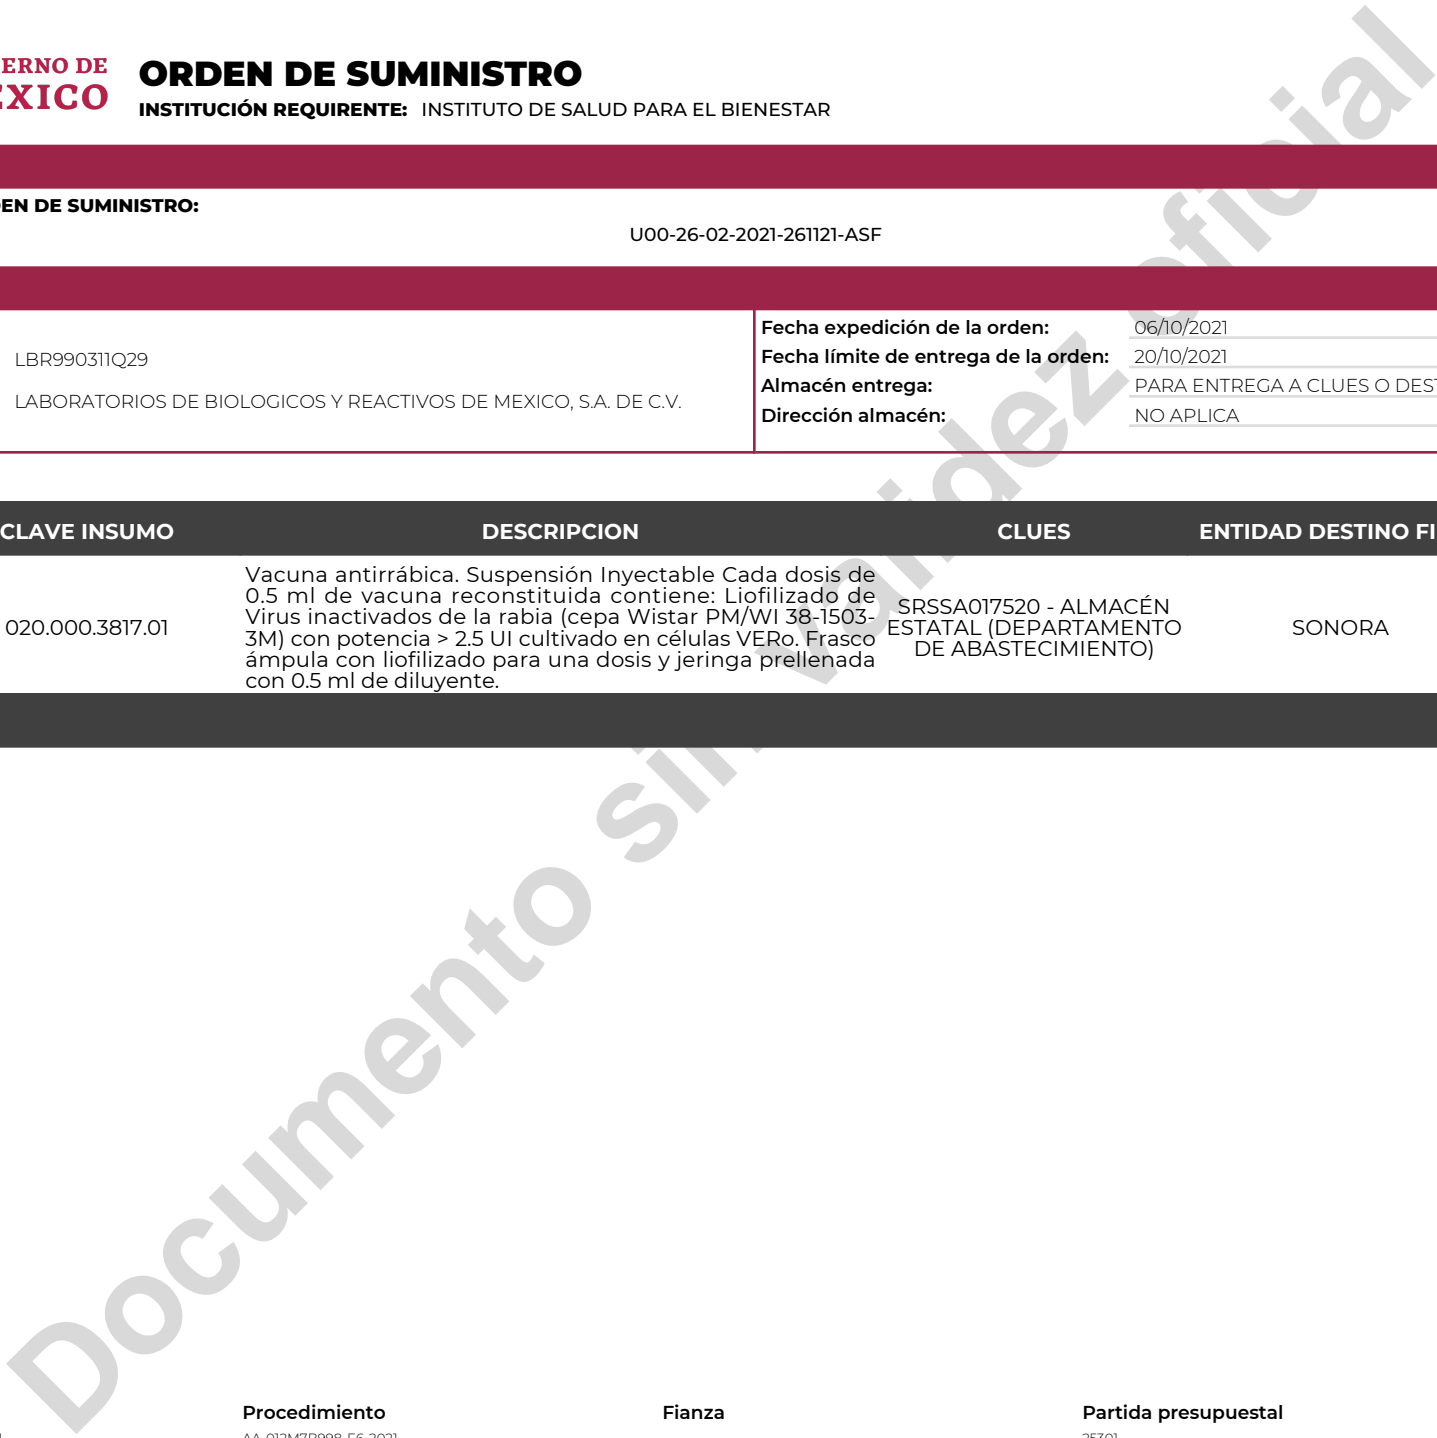 ERNO DE
ORDEN DE SUMINISTRO
INSTITUCIÓN REQUIRENTE: INSTITUTO DE SALUD PARA EL BIENESTAR
EN DE SUMINISTRO:
U00-26-02-2021-261121-ASF
LBR990311Q29
LABORATORIOS DE BIOLOGICOS Y REACTIVOS DE MEXICO, S.A. DE C.V.
Fecha expedición de la orden: 06/10/2021
Fecha límite de entrega de la orden: 20/10/2021
Almacén entrega: PARA ENTREGA A CLUES O DEST
Dirección almacén: NO APLICA
CLAVE INSUMO DESCRIPCION CLUES ENTIDAD DESTINO FI
020.000.3817.01
Vacuna antirrábica. Suspensión Inyectable Cada dosis de
0.5 ml de vacuna reconstituida contiene: Liofilizado de
Virus inactivados de la rabia (cepa Wistar PM/WI 38-1503-
3M) con potencia > 2.5 UI cultivado en células VERo. Frasco
ámpula con liofilizado para una dosis y jeringa prellenada
con 0.5 ml de diluyente.
SRSSA017520 - ALMACÉN
ESTATAL (DEPARTAMENTO
DE ABASTECIMIENTO)
SONORA
Documento sin validez oficial
Procedimiento Fianza Partida presupuestal